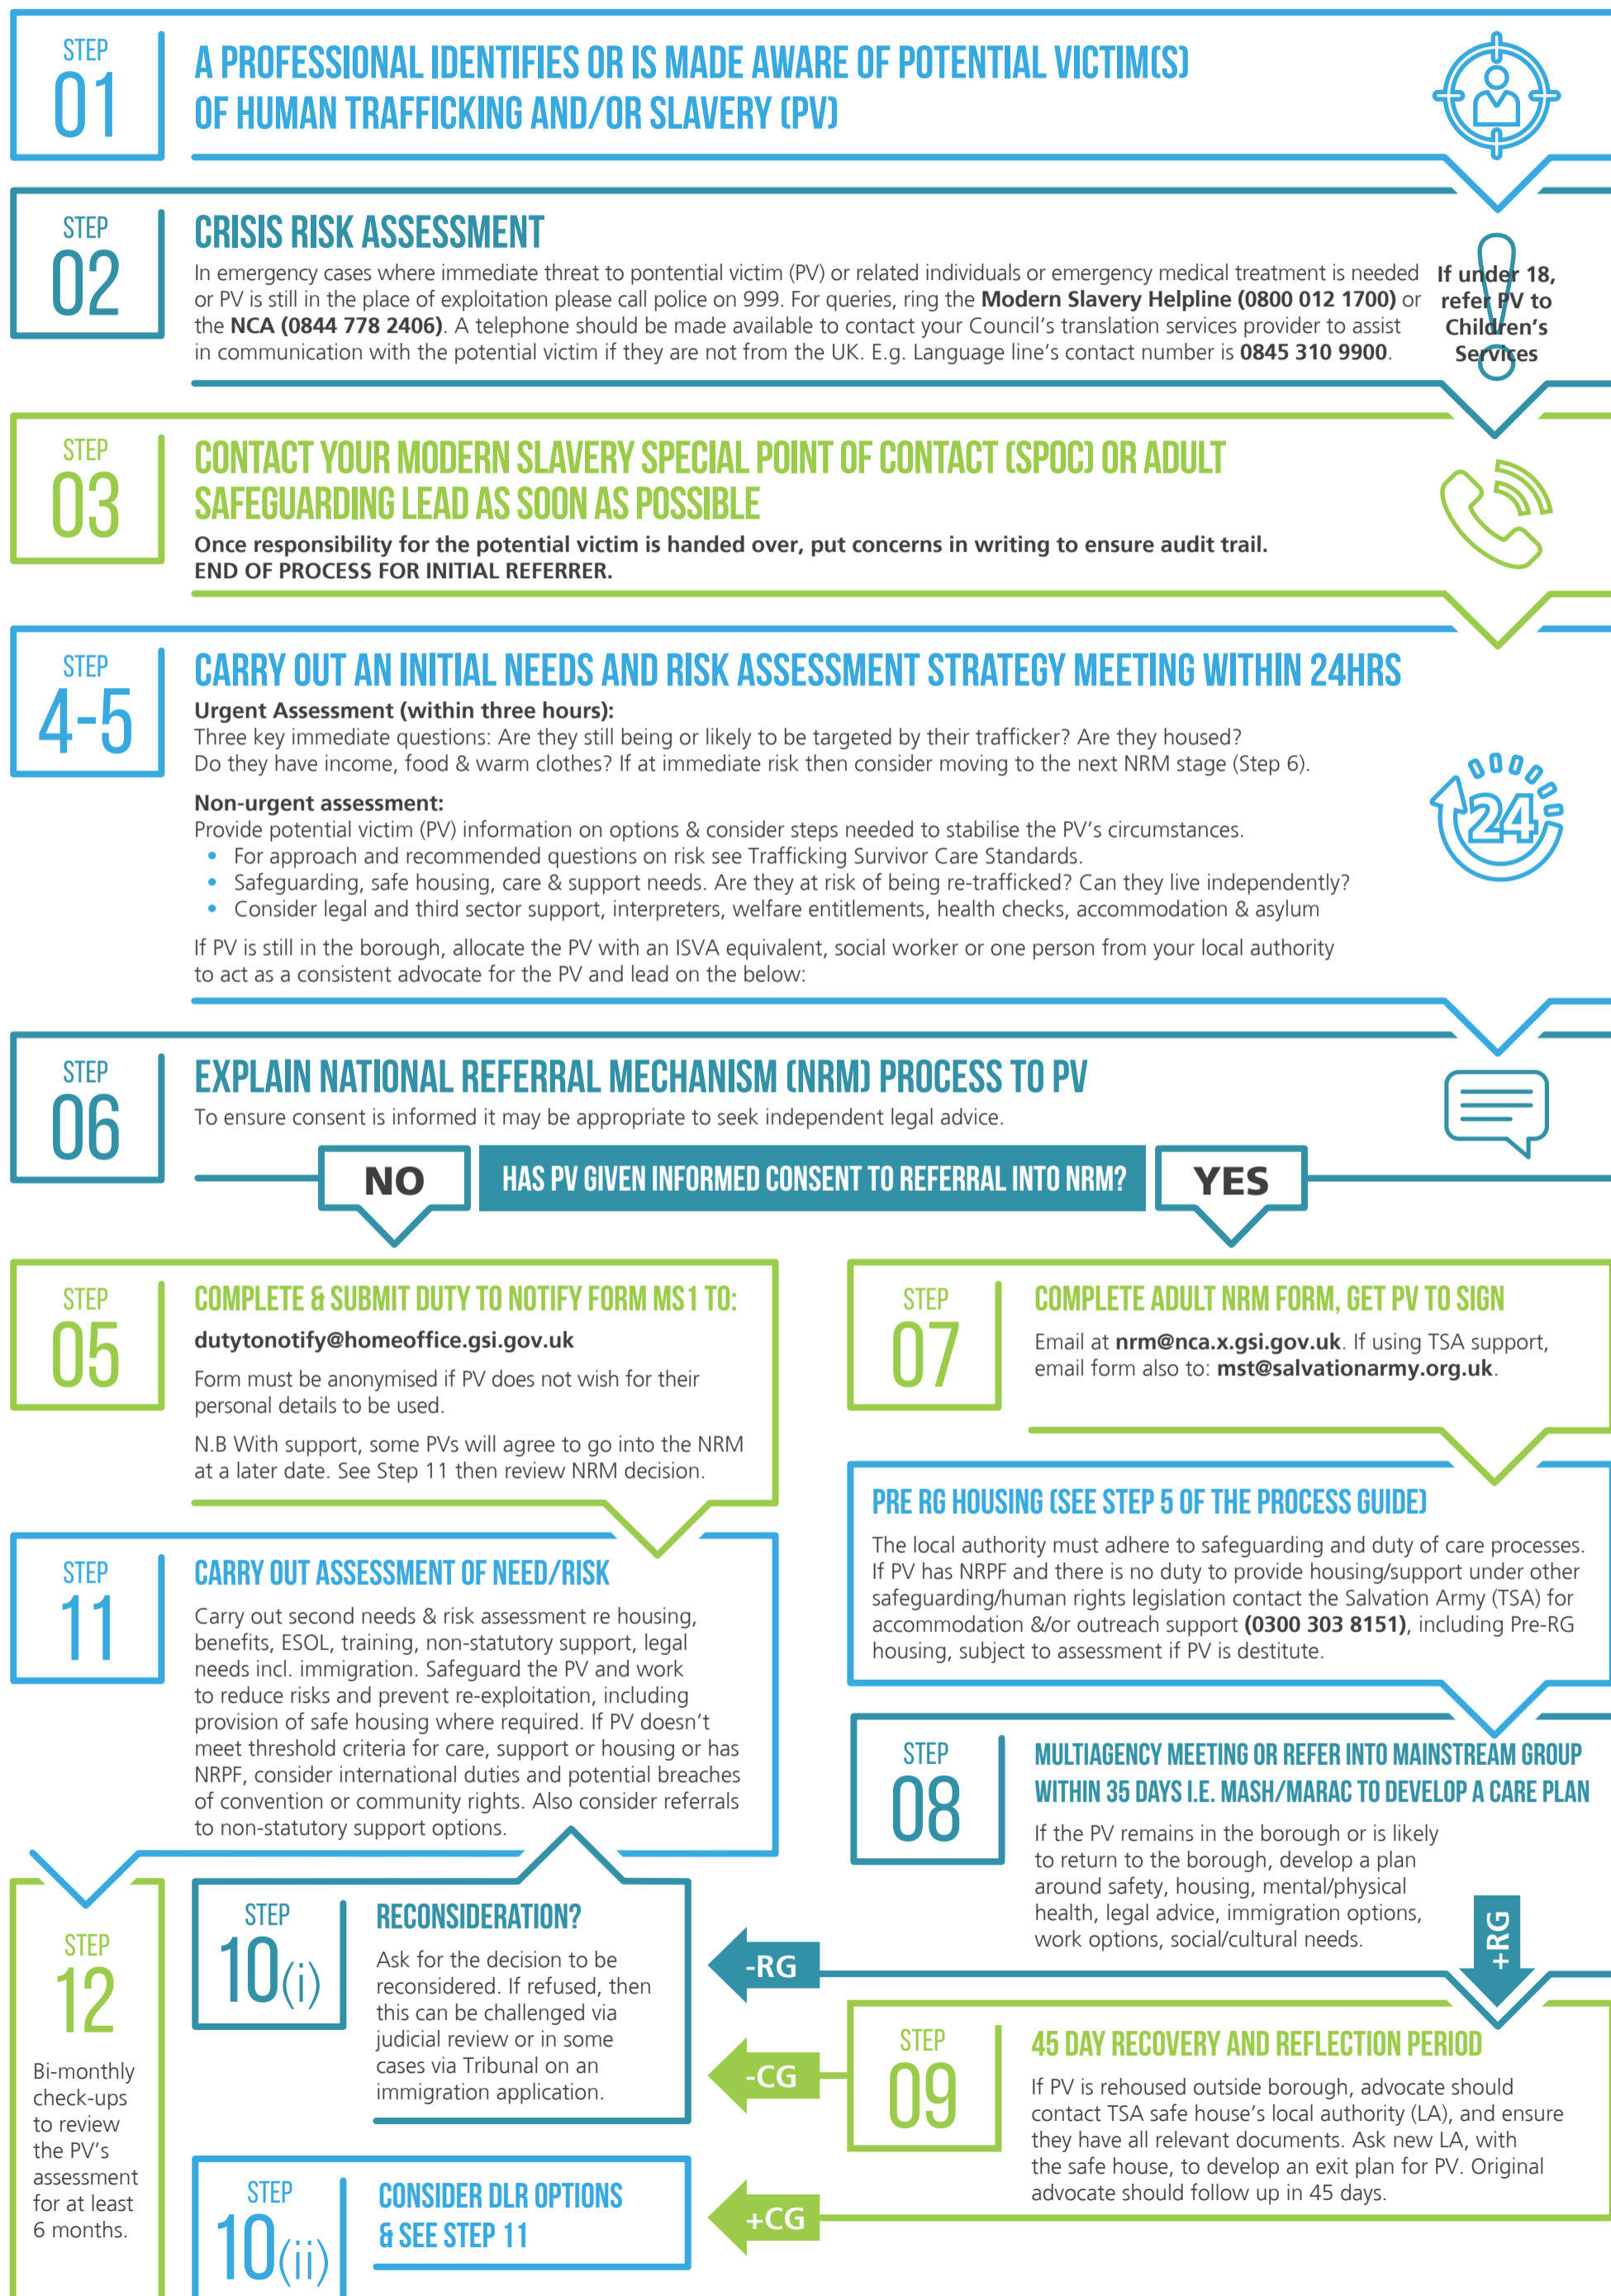 STEP
01
A PROFESSIONAL IDENTIFIES OR IS MADE AWARE OF POTENTIAL VICTIM(S)
OF HUMAN TRAFFICKING AND/OR SLAVERY (PV)
STEP
02
CRISIS RISK ASSESSMENT
In emergency cases where immediate threat to pontential victim (PV) or related individuals or emergency medical treatment is needed
or PV is still in the place of exploitation please call police on 999. For queries, ring the Modern Slavery Helpline (0800 012 1700) or
the NCA (0844 778 2406). A telephone should be made available to contact your Council's translation services provider to assist
in communication with the potential victim if they are not from the UK. E.g. Language line's contact number is 0845 310 9900.
If under 18,
refer PV to
Children's
Services
STEP
03
CONTACT YOUR MODERN SLAVERY SPECIAL POINT OF CONTACT (SPOC) OR ADULT
SAFEGUARDING LEAD AS SOON AS POSSIBLE
Once responsibility for the potential victim is handed over, put concerns in writing to ensure audit trail.
END OF PROCESS FOR INITIAL REFERRER.
STEP
4-5
CARRY OUT AN INITIAL NEEDS AND RISK ASSESSMENT STRATEGY MEETING WITHIN 24HRS
Urgent Assessment (within three hours):
Three key immediate questions: Are they still being or likely to be targeted by their trafficker? Are they housed?
Do they have income, food & warm clothes? If at immediate risk then consider moving to the next NRM stage (Step 6).
Non-urgent assessment:
Provide potential victim (PV) information on options & consider steps needed to stabilise the PV's circumstances.
• For approach and recommended questions on risk see Trafficking Survivor Care Standards.
• Safeguarding, safe housing, care & support needs. Are they at risk of being re-trafficked? Can they live independently?
• Consider legal and third sector support, interpreters, welfare entitlements, health checks, accommodation & asylum
If PV is still in the borough, allocate the PV with an ISVA equivalent, social worker or one person from your local authority
to act as a consistent advocate for the PV and lead on the below:
24
STEP
06
EXPLAIN NATIONAL REFERRAL MECHANISM (NRM) PROCESS TO PV
To ensure consent is informed it may be appropriate to seek independent legal advice.
NO
HAS PV GIVEN INFORMED CONSENT TO REFERRAL INTO NRM?
YES
STEP
05
COMPLETE & SUBMIT DUTY TO NOTIFY FORM MS1 TO:
dutytonotify@homeoffice.gsi.gov.uk
Form must be anonymised if PV does not wish for their
personal details to be used.
N.B With support, some PVs will agree to go into the NRM
at a later date. See Step 11 then review NRM decision.
STEP
07
COMPLETE ADULT NRM FORM, GET PV TO SIGN
Email at nrm@nca.x.gsi.gov.uk. If using TSA support,
email form also to: mst@salvationarmy.org.uk.
PRE RG HOUSING (SEE STEP 5 OF THE PROCESS GUIDE)
The local authority must adhere to safeguarding and duty of care processes.
If PV has NRPF and there is no duty to provide housing/support under other
safeguarding/human rights legislation contact the Salvation Army (TSA) for
accommodation &/or outreach support (0300 303 8151), including Pre-RG
housing, subject to assessment if PV is destitute.
STEP
11
CARRY OUT ASSESSMENT OF NEED/RISK
Carry out second needs & risk assessment re housing,
benefits, ESOL, training, non-statutory support, legal
needs incl. immigration. Safeguard the PV and work
to reduce risks and prevent re-exploitation, including
provision of safe housing where required. If PV doesn't
meet threshold criteria for care, support or housing or has
NRPF, consider international duties and potential breaches
of convention or community rights. Also consider referrals
to non-statutory support options.
STEP
08
MULTIAGENCY MEETING OR REFER INTO MAINSTREAM GROUP
WITHIN 35 DAYS I.E. MASH/MARAC TO DEVELOP A CARE PLAN
If the PV remains in the borough or is likely
to return to the borough, develop a plan
around safety, housing, mental/physical
health, legal advice, immigration options,
work options, social/cultural needs.
+RG
STEP
12
Bi-monthly
check-ups
to review
the PV's
assessment
for at least
6 months.
STEP
10(i)
RECONSIDERATION?
Ask for the decision to be
reconsidered. If refused, then
this can be challenged via
judicial review or in some
cases via Tribunal on an
immigration application.
-RG
-CG
STEP
09
45 DAY RECOVERY AND REFLECTION PERIOD
If PV is rehoused outside borough, advocate should
contact TSA safe house's local authority (LA), and ensure
they have all relevant documents. Ask new LA, with
the safe house, to develop an exit plan for PV. Original
advocate should follow up in 45 days.
STEP
10(ii)
CONSIDER DLR OPTIONS
& SEE STEP 11
+CG